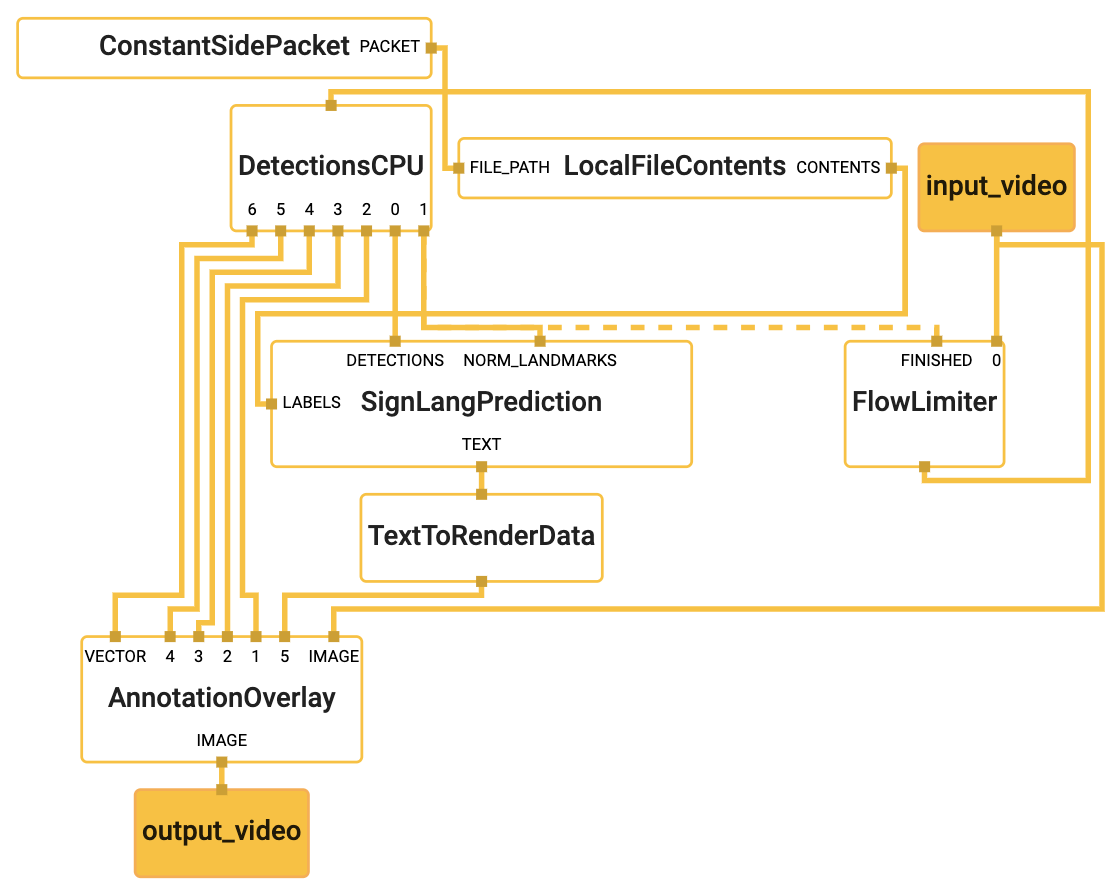 ConstantSidePacket PACKET
DetectionsCPU
6 5 4 3 2 0 1
FILE_PATH LocalFileContents CONTENTS
input_video
DETECTIONS NORM_LANDMARKS
LABELS SignLangPrediction
TEXT
FINISHED 0
FlowLimiter
TextToRenderData
VECTOR 4 3 2 1 5 IMAGE
AnnotationOverlay
IMAGE
output_video